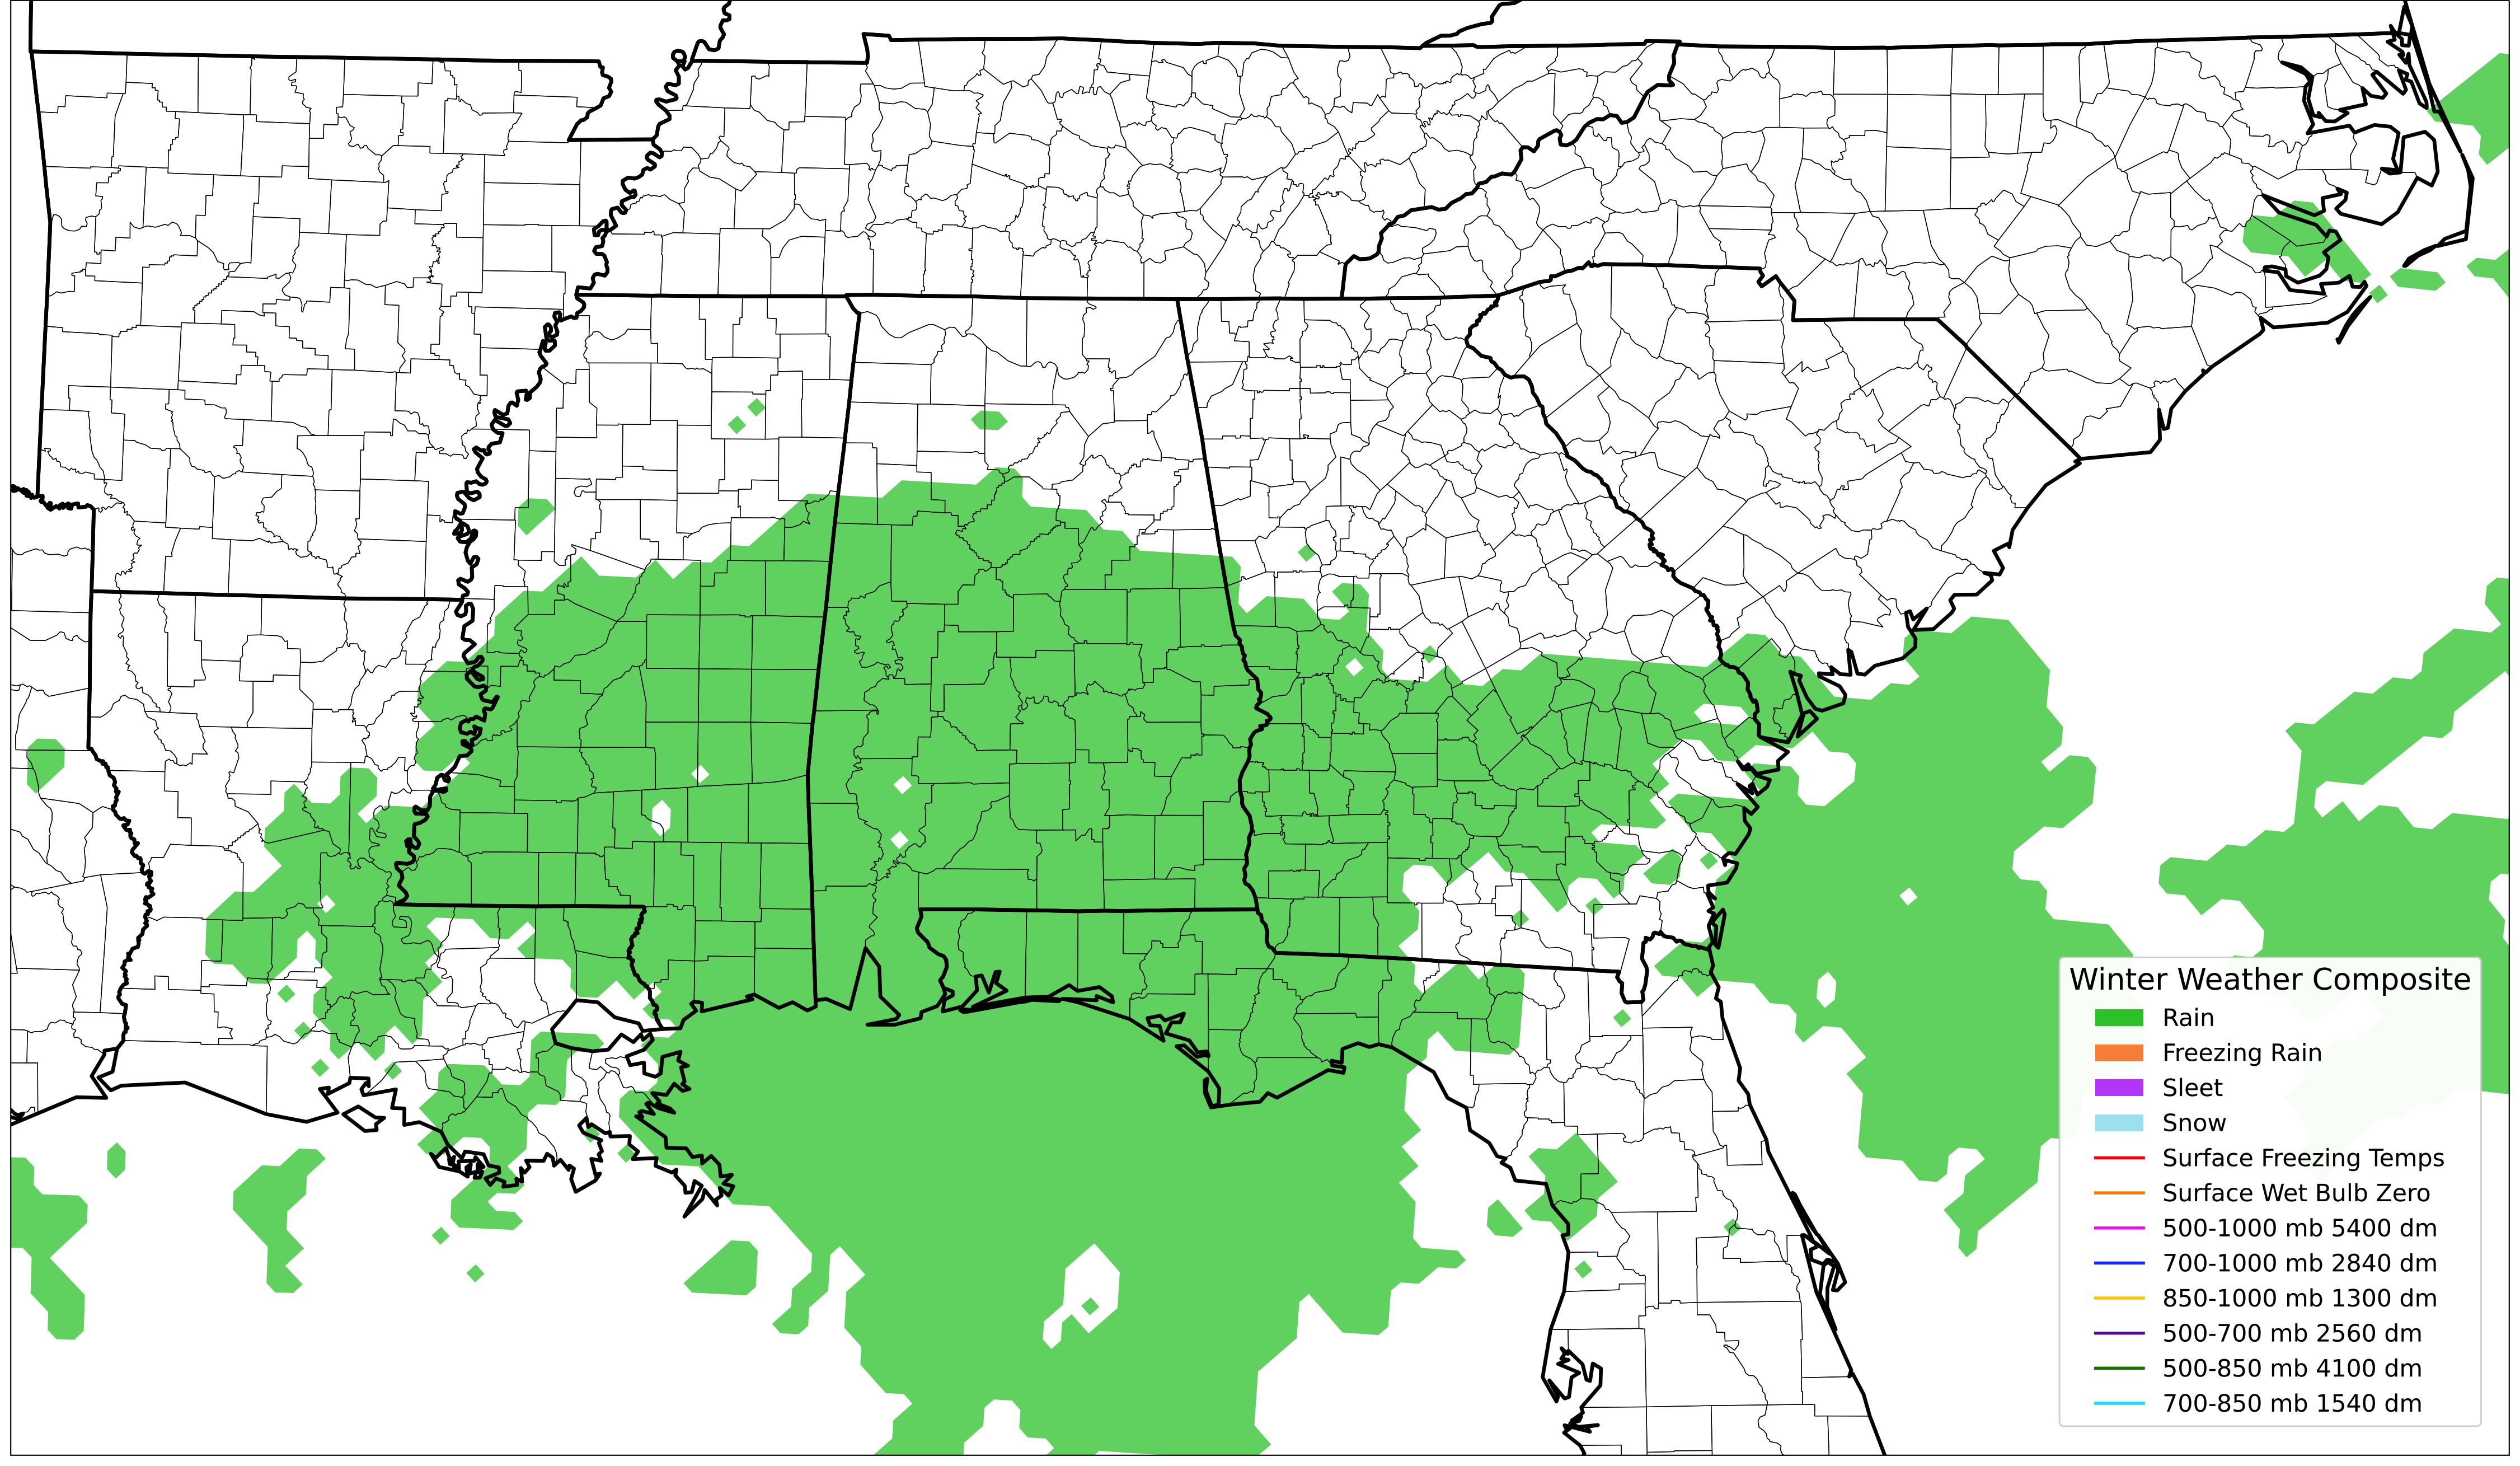 Winter Weather Composite
Rain
Freezing Rain
Sleet
Snow
Surface Freezing Temps
Surface Wet Bulb Zero
500-1000 mb 5400 dm
700-1000 mb 2840 dm
850-1000 mb 1300 dm
500-700 mb 2560 dm
500-850 mb 4100 dm
700-850 mb 1540 dm